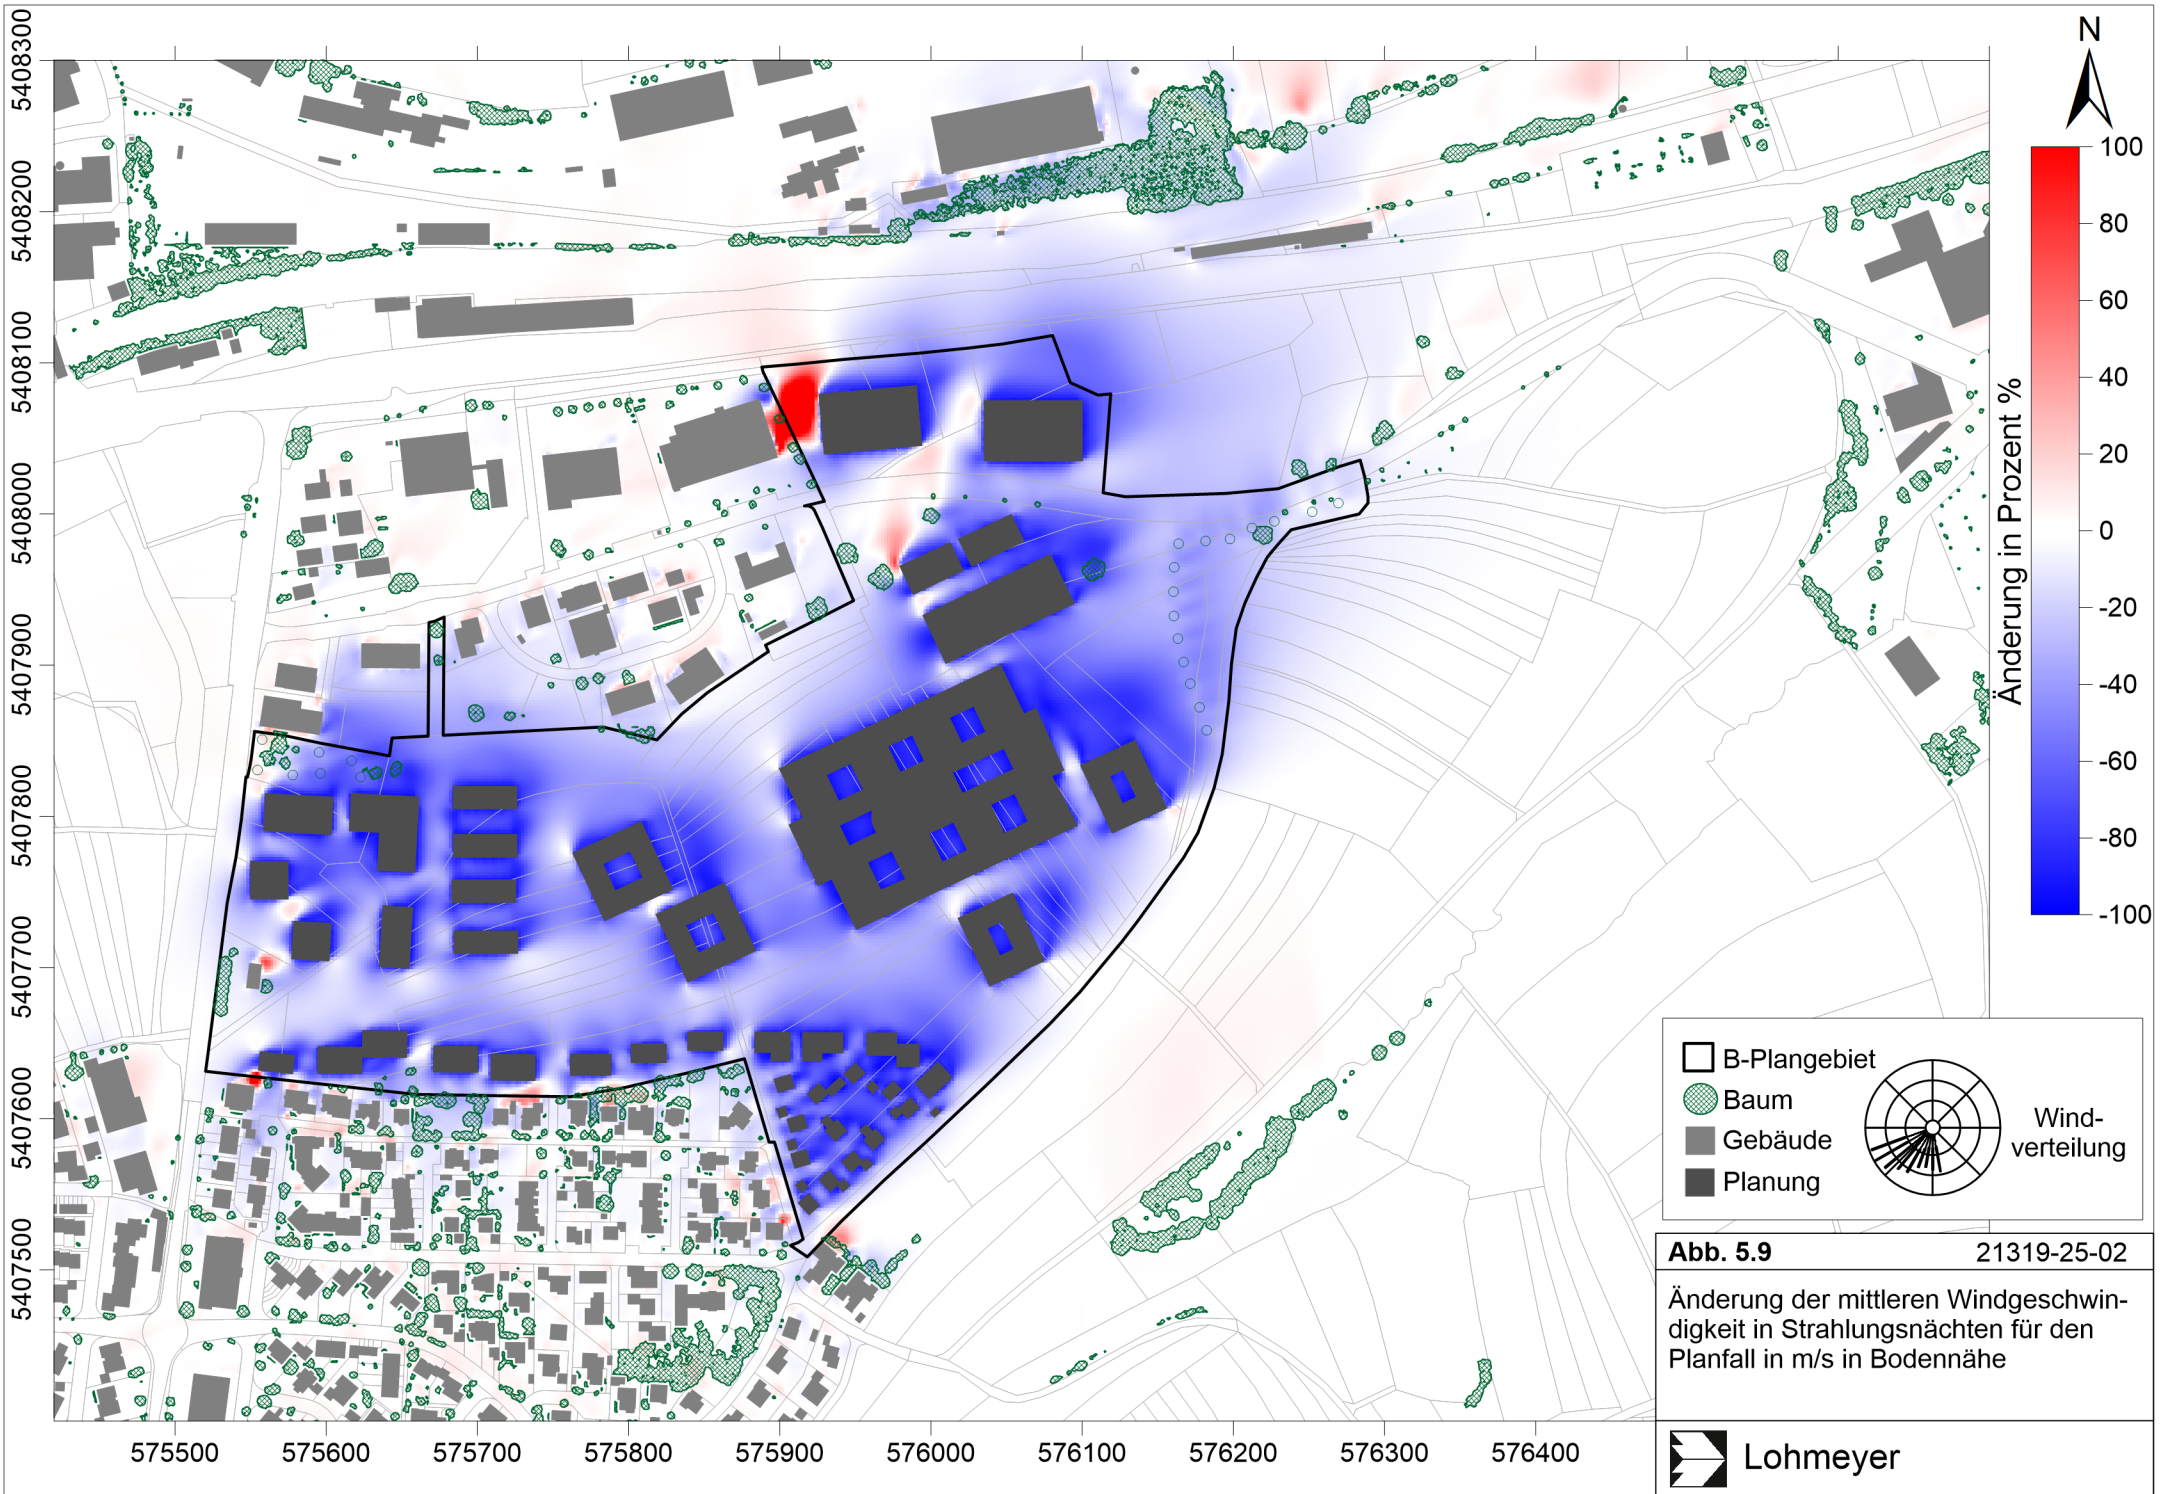 5408300
5408200
5408100
5408000
5407900
5407800
5407700
5407600
5407500
575500
575600
575700
575800
575900
576000
576100
576200
576300
576400
N
100
80
60
40
20
0
-20
-40
-60
-80
-100
Änderung in Prozent %
B-Plangebiet
Baum
Gebäude
Planung
Wind-
verteilung
Abb. 5.9 21319-25-02
Änderung der mittleren Windgeschwin-
digkeit in Strahlungsnächten für den
Planfall in m/s in Bodennähe
Lohmeyer